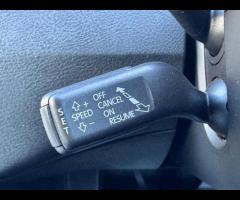 SET
+ OFF
SPEED CANCEL
- ON
RESUME